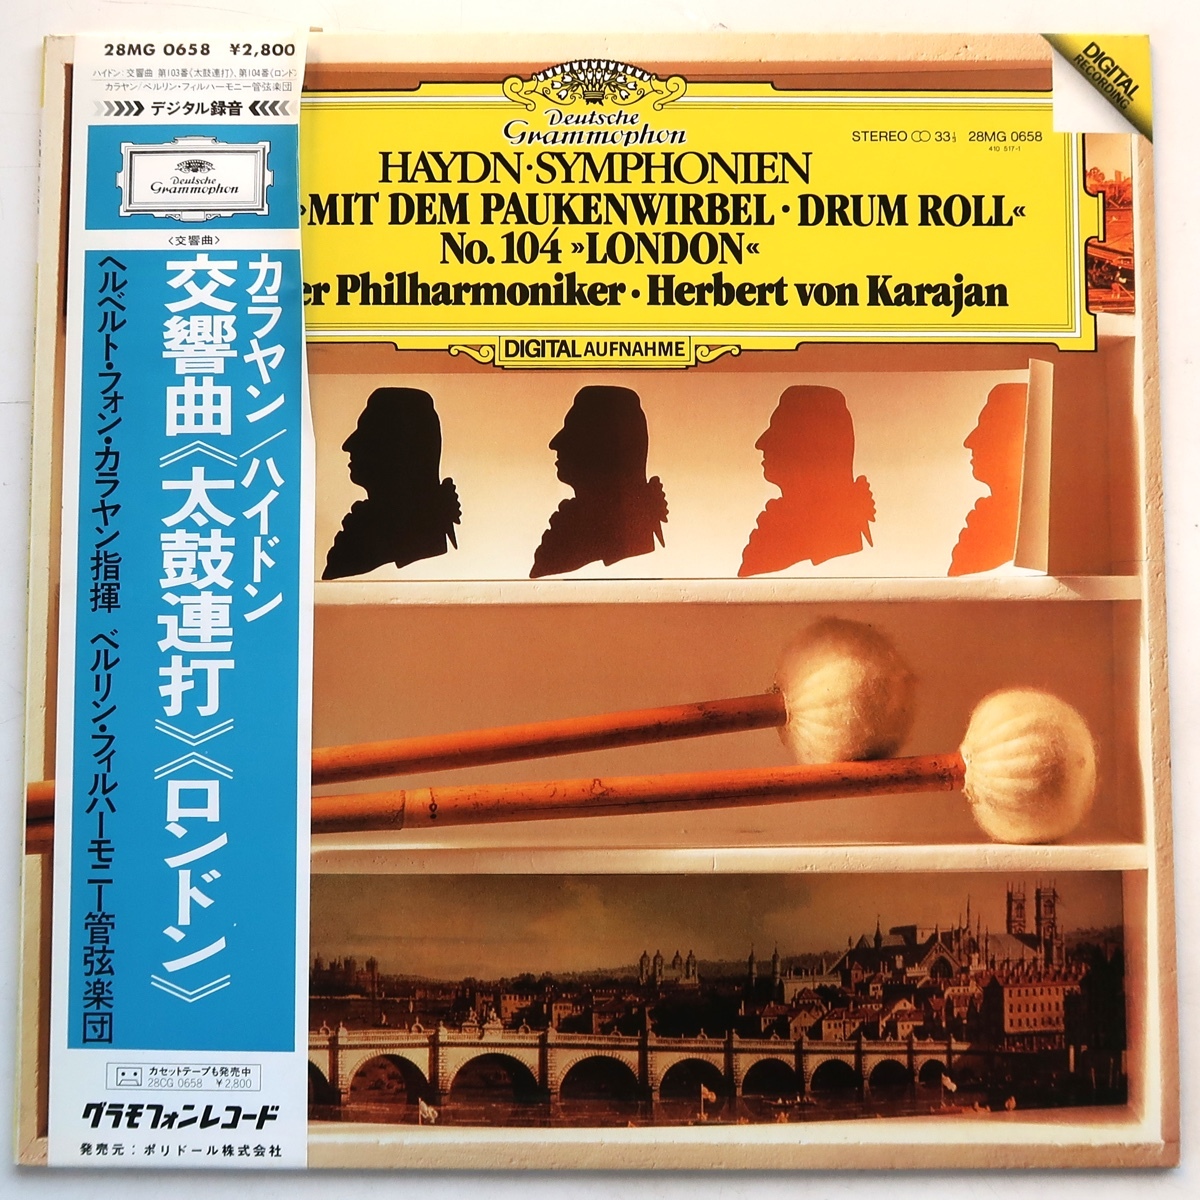 28MG 0658 ¥2,800
ハイドン:交響曲 第103番《太鼓連打》、第104番《ロンド
カラヤン/ベルリン・フィルハーモニー管弦楽団
デジタル録音
Deutsche
Grammophon
〈交響曲〉
カラヤン/ハイドン
交響曲《太鼓連打》《ロンドン》
ヘルベルト・フォン・カラヤン指揮 ベルリン・フィルハーモニー管弦楽団
カセットテープも発売中
28CG 0658 ¥2,800
グラモフォンレコード
発売元:ポリドール株式会社
Deutsche
Grammophon
STEREO 33⅓ 28MG 0658
410 517-1
HAYDN·SYMPHONIEN
»MIT DEM PAUKENWIRBEL · DRUM ROLL«
No. 104 »LONDON«
er Philharmoniker · Herbert von Karajan
DIGITAL AUFNAHME
DIGITAL
RECORDING